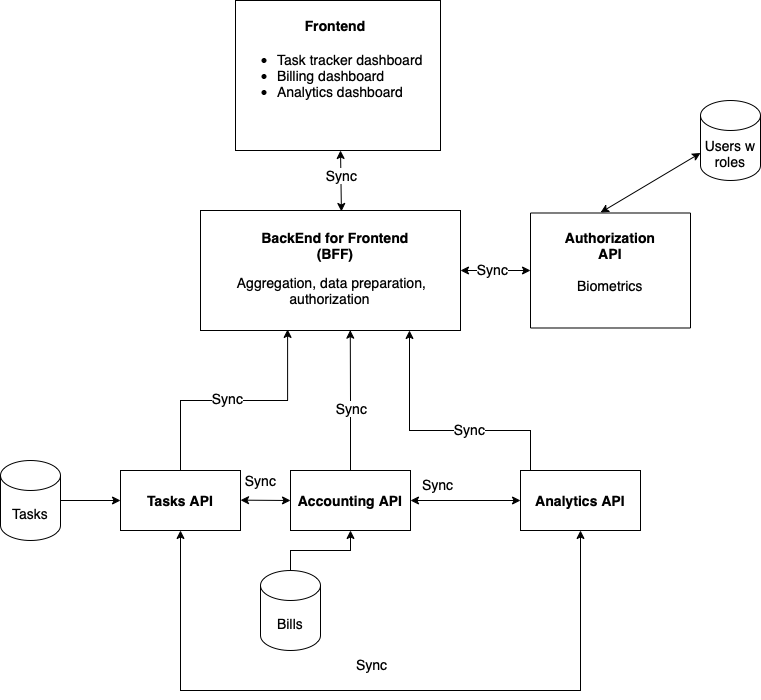 Frontend
• Task tracker dashboard
• Billing dashboard
• Analytics dashboard
Users w
roles
Sync
BackEnd for Frontend
(BFF)
Aggregation, data preparation,
authorization
Sync
Authorization
API
Biometrics
Sync
Sync
Sync
Tasks
Tasks API
Sync
Accounting API
Sync
Analytics API
Bills
Sync